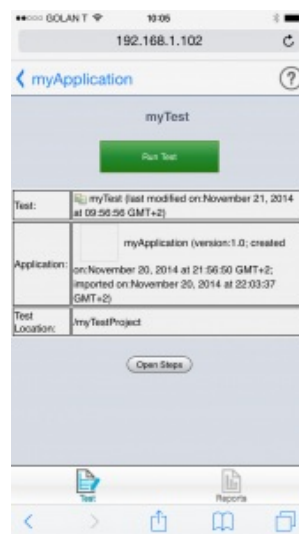 GOLAN T 10:05
192.168.1.102
myApplication ?
myTest
Run Test
Test:
myTest (last modified on:November 21, 2014
at 09:56:56 GMT+2)
Application:
myApplication (version:1.0; created
on:November 20, 2014 at 21:56:50 GMT+2;
imported on:November 20, 2014 at 22:03:37
GMT+2)
Test
Location:
/myTestProject
Open Steps
Test Reports